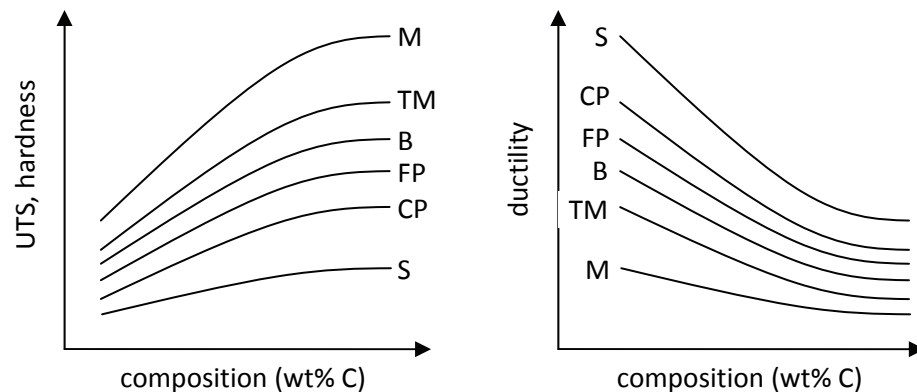 UTS, hardness
M
TM
B
FP
CP
S
composition (wt% C)
ductility
S
CP
FP
B
TM
M
composition (wt% C)